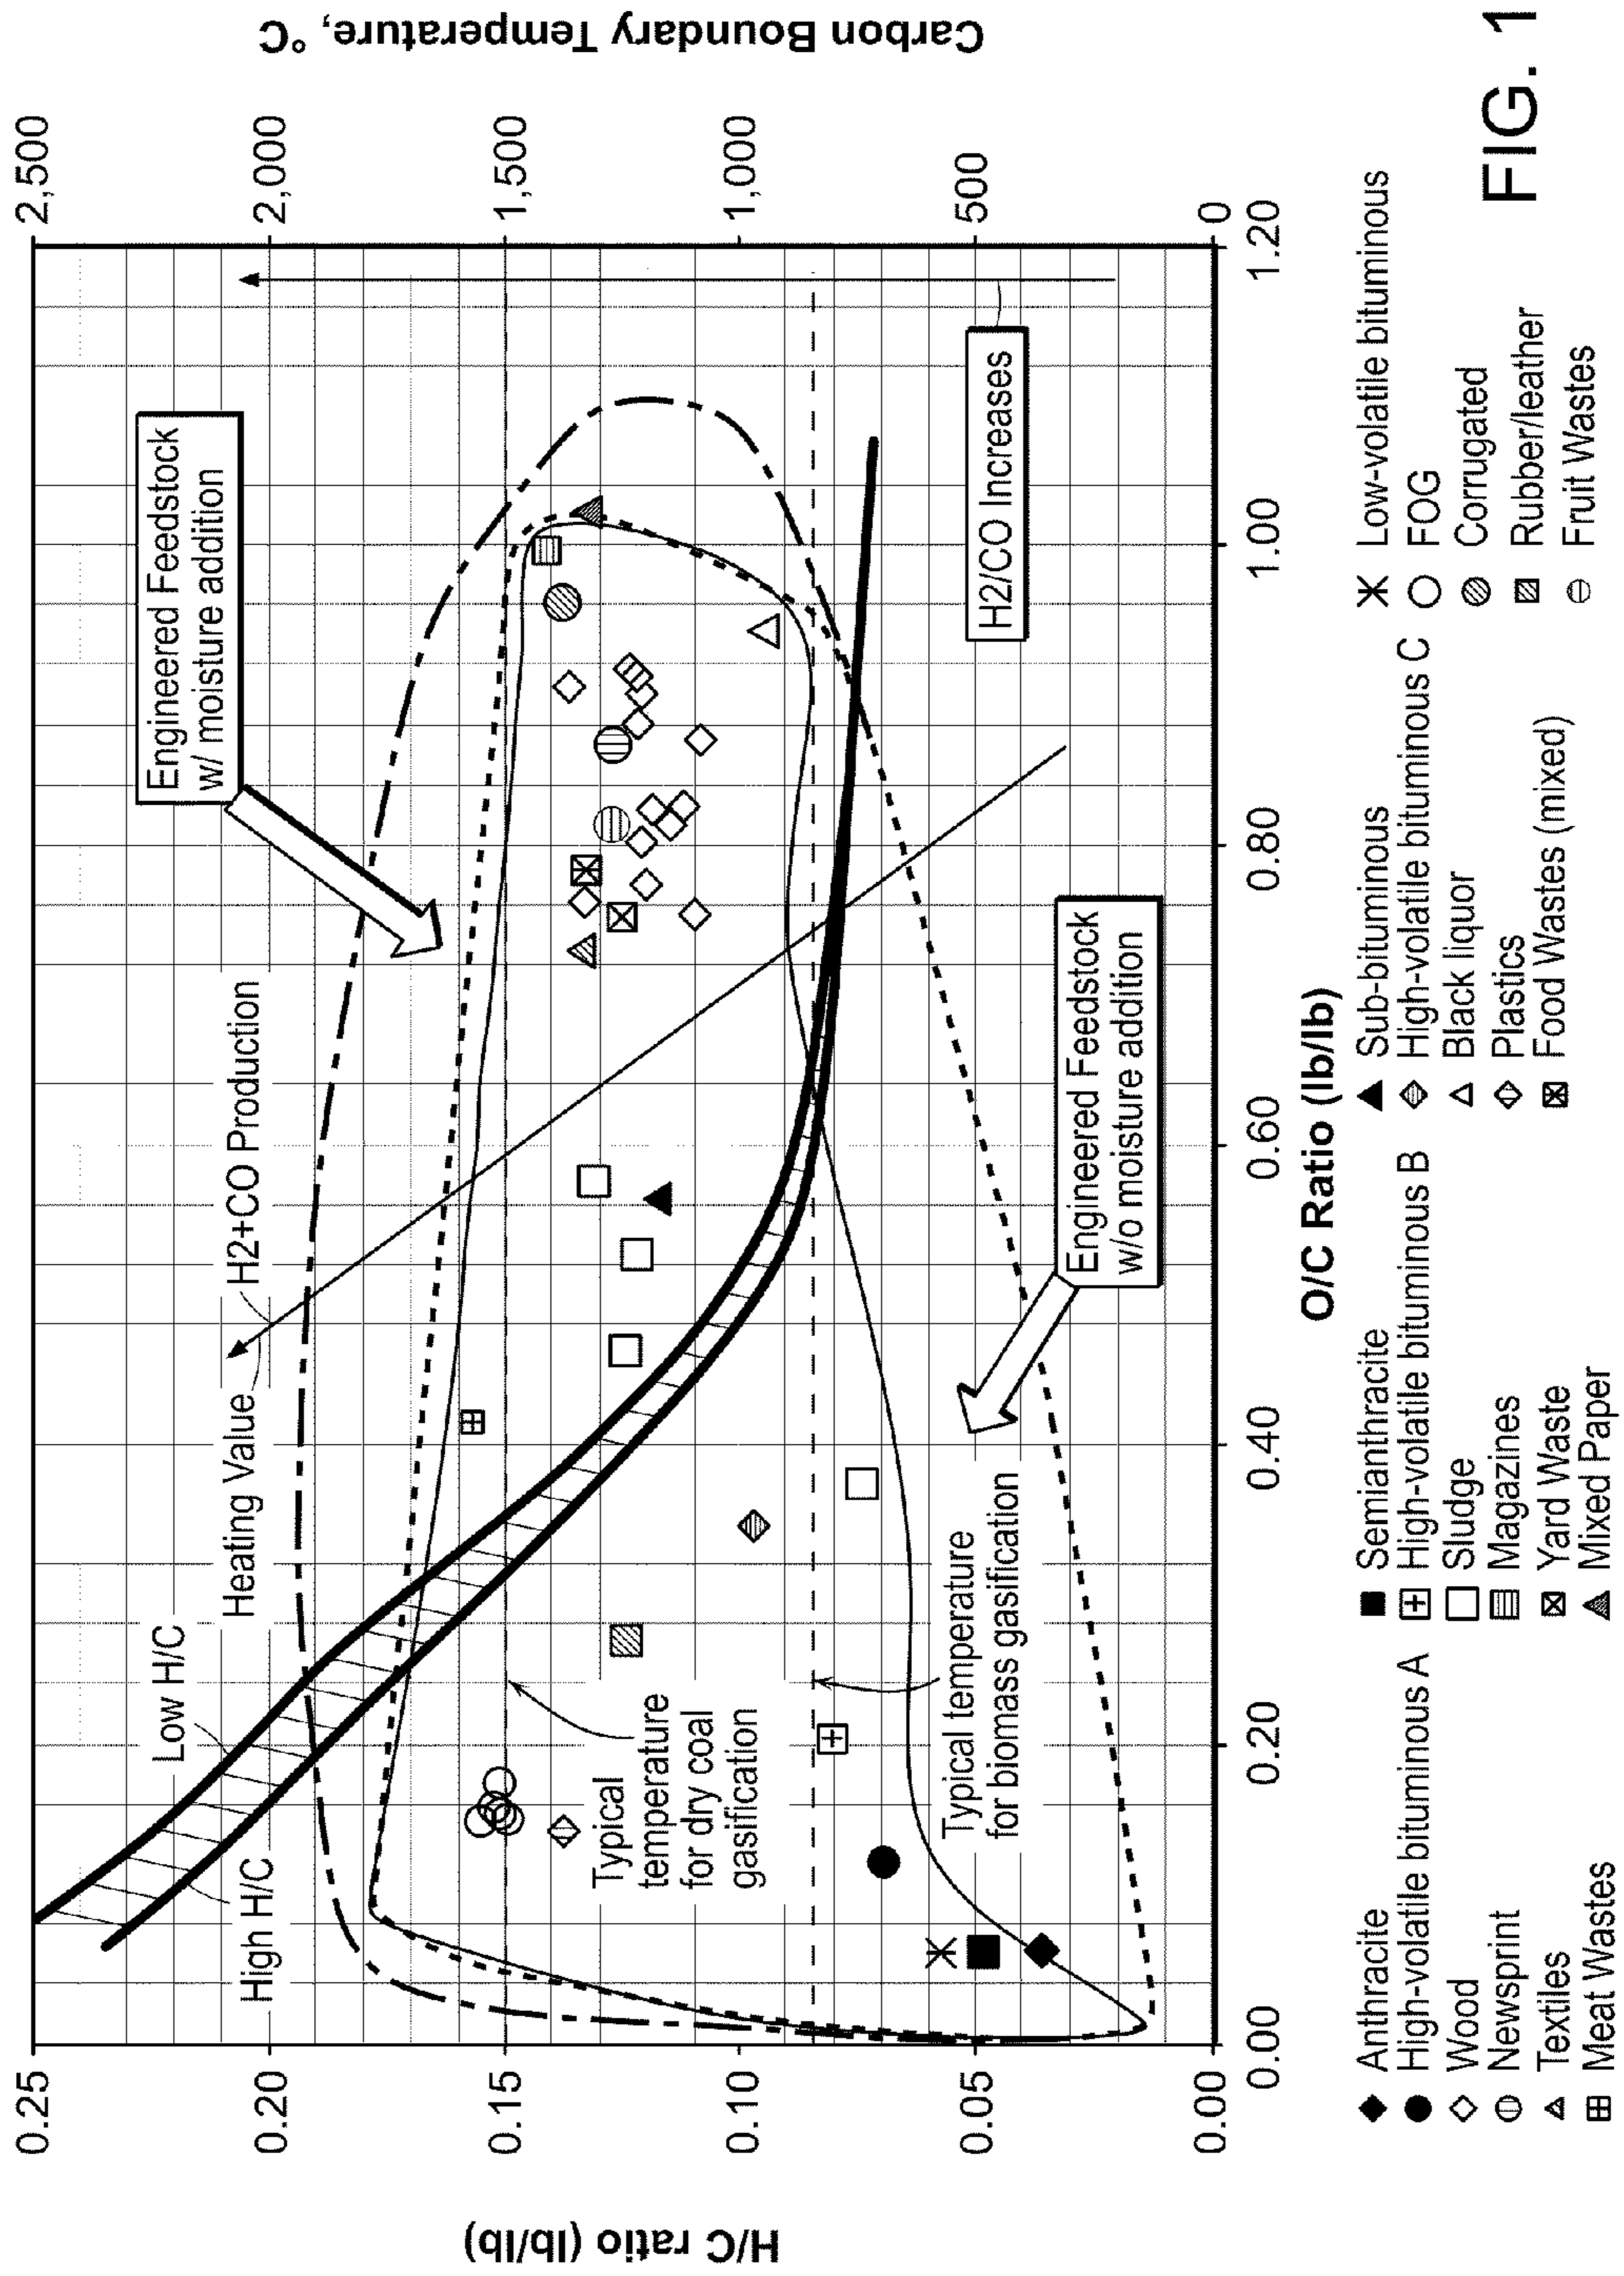 Carbon Boundary Temperature, °C
2,500
2,000
1,500
1,000
500
0
H/C ratio (lb/lb)
0.25
0.20
0.15
0.10
0.05
0.00
0.00
0.20
0.40
0.60
0.80
1.00
1.20
O/C Ratio (lb/lb)
Low H/C
High H/C
Heating Value
H2+CO Production
Engineered Feedstock
w/ moisture addition
Typical
temperature
for dry coal
gasification
Typical temperature
for biomass gasification
Engineered Feedstock
w/o moisture addition
H2/CO Increases
Anthracite
Semianthracite
Sub-bituminous
Low-volatile bituminous
High-volatile bituminous A
High-volatile bituminous B
High-volatile bituminous C
FOG
Wood
Sludge
Black liquor
Corrugated
Newsprint
Magazines
Plastics
Rubber/leather
Textiles
Yard Waste
Food Wastes (mixed)
Fruit Wastes
Meat Wastes
Mixed Paper
FIG. 1